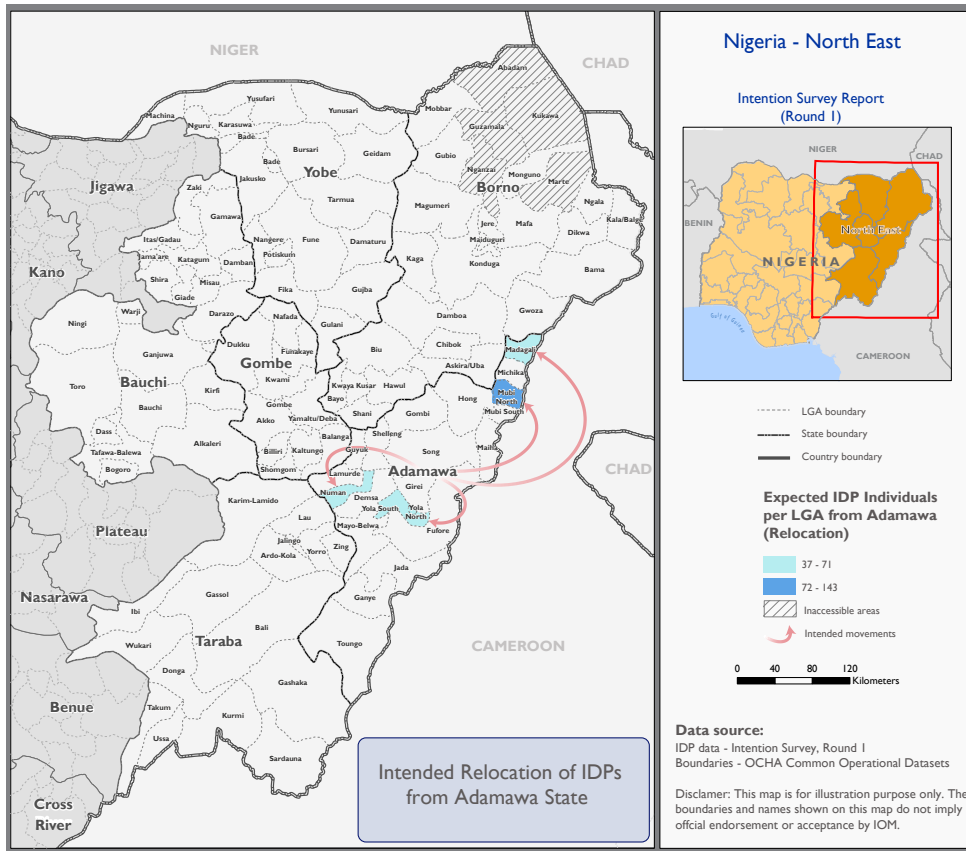 NIGER
CHAD
Abadam
Yusufari
Machina
Yunusari
Mobbar
Kukawa
Nguru
Karasuwa
Guzamala
Bade
Bursari
Geidam
Gubio
Bade
Yobe
Nganzai
Monguno
Jigawa
Zaki
Jakusko
Borno
Marte
Tarmua
Magumeri
Ngala
Gamawa
Jere
Mafa
Kala/Balge
Itas/Gadau
Nangere
Fune
Damaturu
Maiduguri
Dikwa
Jama'are
Potiskum
Kano
Katagum
Damban
Kaga
Konduga
Bama
Shira
Misau
Fika
Giade
Gujba
Warji
Darazo
Nafada
Gwoza
Ningi
Gulani
Damboa
Dukku
Funakaye
Chibok
Madagali
Ganjuwa
Gombe
Biu
Askira/Uba
Michika
Toro
Bauchi
Kirfi
Kwami
Kwaya Kusar
Hawul
Mubi
North
Bauchi
Gombe
Bayo
Hong
Akko
Yamaltu/Deba
Shani
Gombi
Mubi South
Dass
Balanga
Shelleng
Tafawa-Balewa
Alkaleri
Billiri
Kaltungo
Guyuk
Song
Maiha
Bogoro
Shomgom
Lamurde
Adamawa
CHAD
Karim-Lamido
Numan
Demsa
Girei
Yola South
Yola
North
Plateau
Lau
Mayo-Belwa
Fufore
Jalingo
Zing
Ardo-Kola
Yorro
Jada
Nasarawa
Gassol
Ganye
Ibi
Bali
Wukari
Taraba
Toungo
CAMEROON
Donga
Gashaka
Benue
Takum
Kurmi
Ussa
Sardauna
Cross
River
Intended Relocation of IDPs
from Adamawa State
Nigeria - North East
Intention Survey Report
(Round 1)
NIGER
CHAD
BENIN
North East
NIGERIA
Gulf of Guinea
CAMEROON
LGA boundary
State boundary
Country boundary
Expected IDP Individuals
per LGA from Adamawa
(Relocation)
37 - 71
72 - 143
Inaccessible areas
Intended movements
0 40 80 120
Kilometers
Data source:
IDP data - Intention Survey, Round 1
Boundaries - OCHA Common Operational Datasets
Disclamer: This map is for illustration purpose only. The
boundaries and names shown on this map do not imply
offcial endorsement or acceptance by IOM.